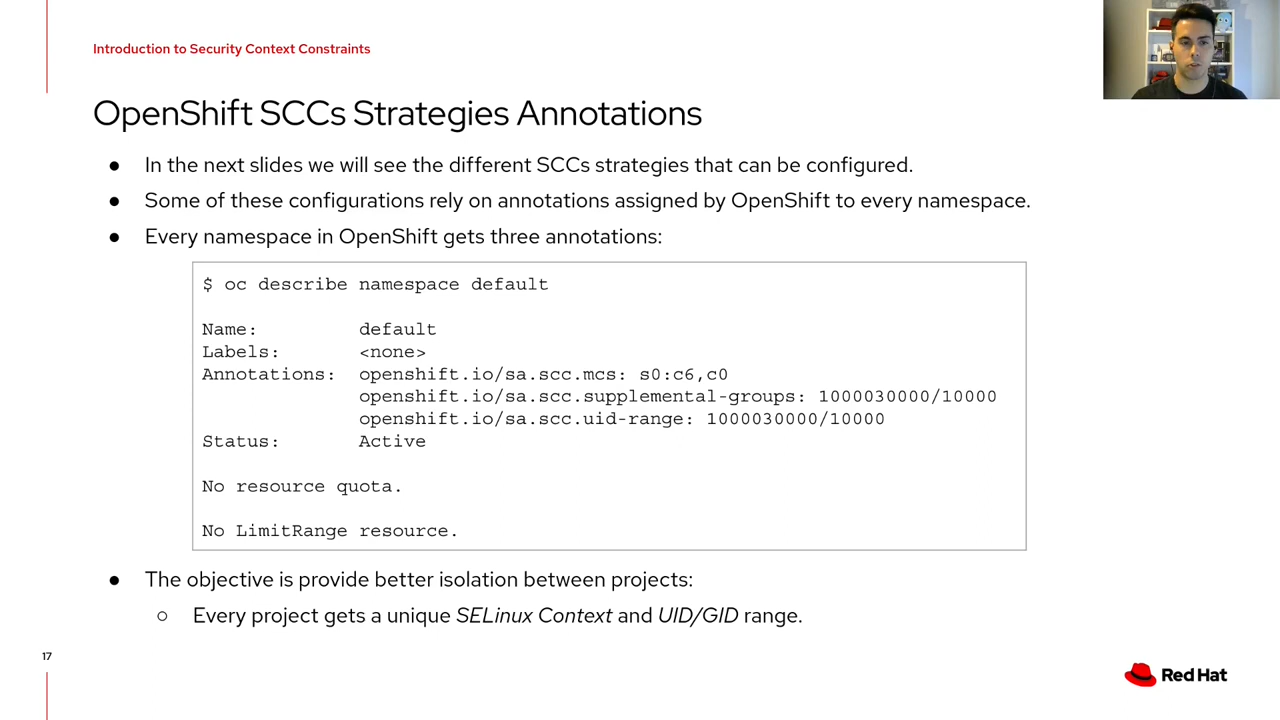 Introduction to Security Context Constraints
OpenShift SCCs Strategies Annotations
● In the next slides we will see the different SCCs strategies that can be configured.
● Some of these configurations rely on annotations assigned by OpenShift to every namespace.
● Every namespace in OpenShift gets three annotations:
$ oc describe namespace default
Name: default
Labels: <none>
Annotations: openshift.io/sa.scc.mcs: s0:c6,c0
openshift.io/sa.scc.supplemental-groups: 1000030000/10000
openshift.io/sa.scc.uid-range: 1000030000/10000
Status: Active
No resource quota.
No LimitRange resource.
● The objective is provide better isolation between projects:
○ Every project gets a unique SELinux Context and UID/GID range.
17
Red Hat